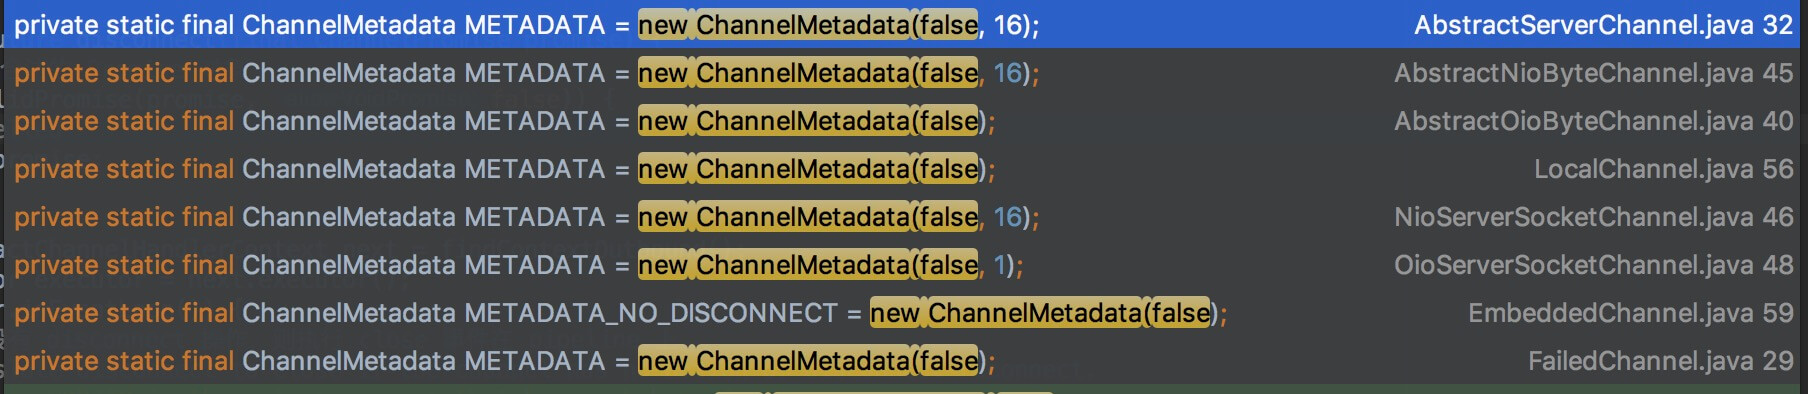 private static final ChannelMetadata METADATA = new ChannelMetadata(false, 16); AbstractServerChannel.java 32
private static final ChannelMetadata METADATA = new ChannelMetadata(false, 16); AbstractNioByteChannel.java 45
private static final ChannelMetadata METADATA = new ChannelMetadata(false); AbstractOioByteChannel.java 40
private static final ChannelMetadata METADATA = new ChannelMetadata(false); LocalChannel.java 56
private static final ChannelMetadata METADATA = new ChannelMetadata(false, 16); NioServerSocketChannel.java 46
private static final ChannelMetadata METADATA = new ChannelMetadata(false, 1); OioServerSocketChannel.java 48
private static final ChannelMetadata METADATA_NO_DISCONNECT = new ChannelMetadata(false); EmbeddedChannel.java 59
private static final ChannelMetadata METADATA = new ChannelMetadata(false); FailedChannel.java 29